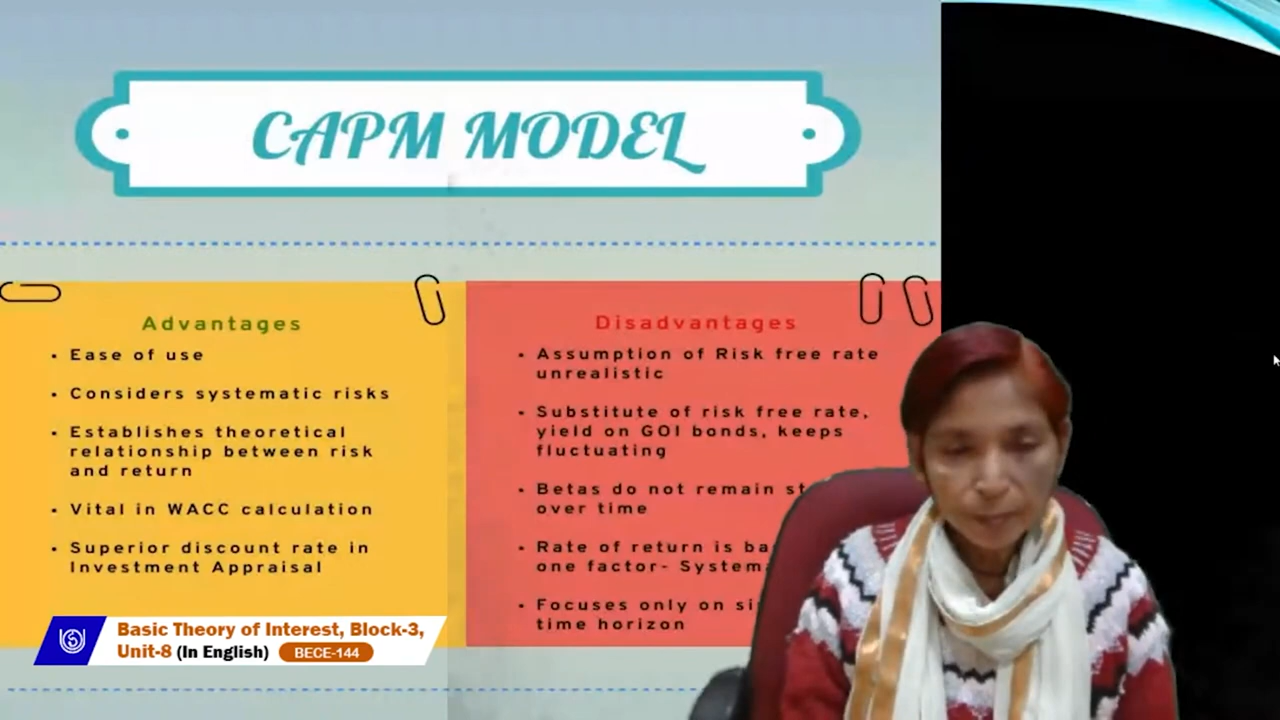 CAPM MODEL
Advantages
• Ease of use
• Considers systematic risks
• Establishes theoretical
relationship between risk
and return
• Vital in WACC calculation
• Superior discount rate in
Investment Appraisal
Disadvantages
• Assumption of Risk free rate
unrealistic
• Substitute of risk free rate,
yield on GOI bonds, keeps
fluctuating
• Betas do not remain
over time
• Rate of return is
one factor-
• Focuses only on
time horizon
Basic Theory of Interest, Block-3,
Unit-8 (In English) BECE-144